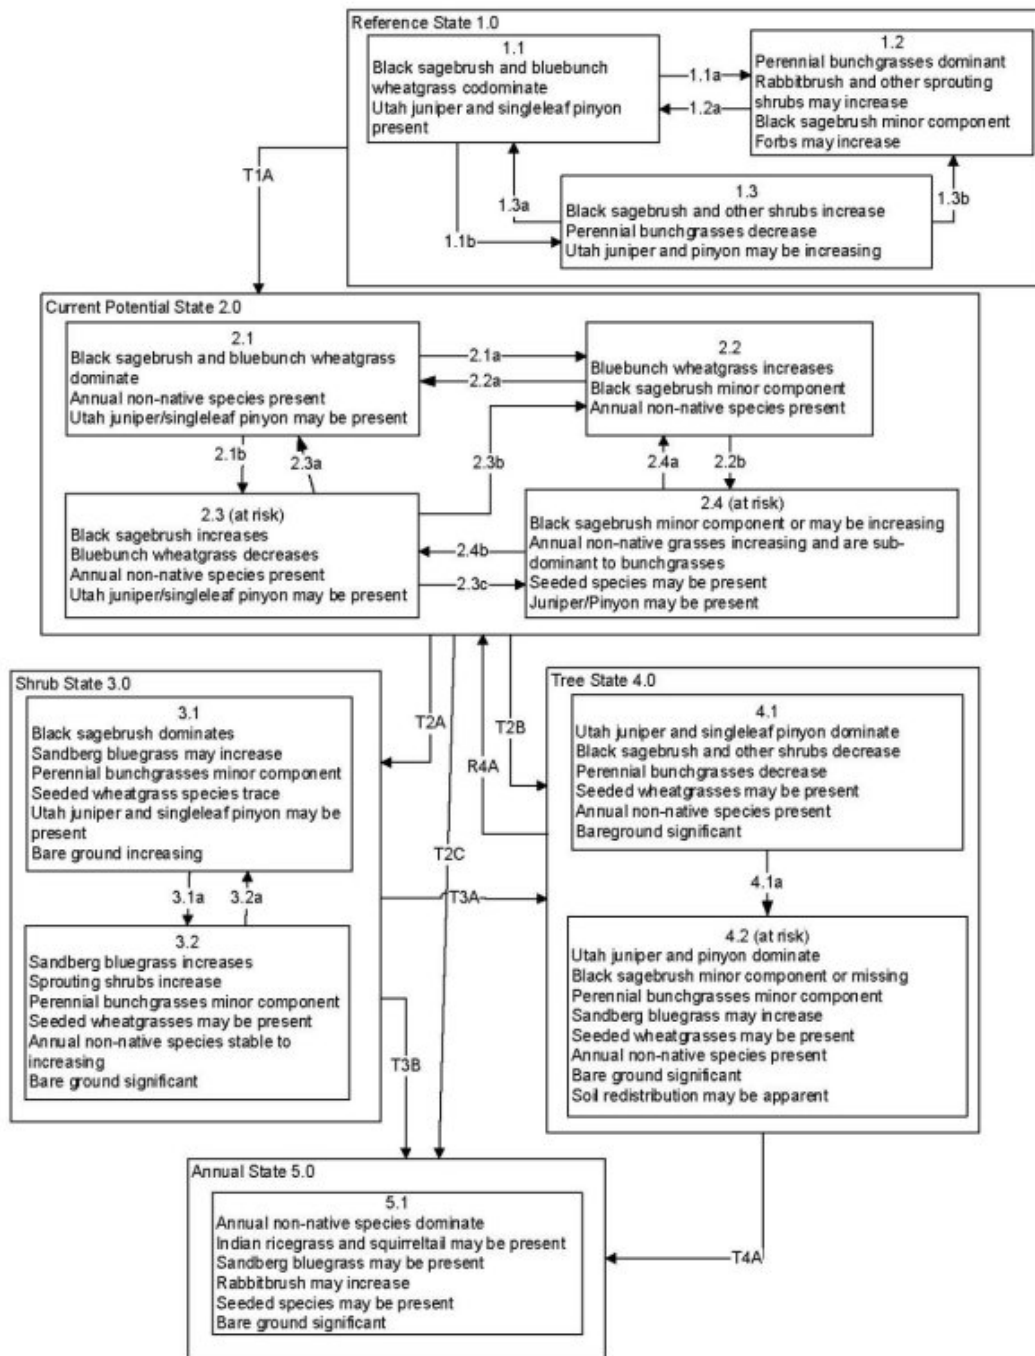 Reference State 1.0
1.1
Black sagebrush and bluebunch
wheatgrass codominate
Utah juniper and singleleaf pinyon
present
1.1a
1.2a
1.2
Perennial bunchgrasses dominant
Rabbitbrush and other sprouting
shrubs may increase
Black sagebrush minor component
Forbs may increase
T1A
1.3a
1.1b
1.3
Black sagebrush and other shrubs increase
Perennial bunchgrasses decrease
Utah juniper and pinyon may be increasing
1.3b
Current Potential State 2.0
2.1
Black sagebrush and bluebunch wheatgrass
dominate
Annual non-native species present
Utah juniper/singleleaf pinyon may be present
2.1a
2.2a
2.2
Bluebunch wheatgrass increases
Black sagebrush minor component
Annual non-native species present
2.1b
2.3a
2.3b
2.4a
2.2b
2.3 (at risk)
Black sagebrush increases
Bluebunch wheatgrass decreases
Annual non-native species present
Utah juniper/singleleaf pinyon may be present
2.4b
2.3c
2.4 (at risk)
Black sagebrush minor component or may be increasing
Annual non-native grasses increasing and are sub-
dominant to bunchgrasses
Seeded species may be present
Juniper/Pinyon may be present
T2A
T2B
R4A
T2C
Shrub State 3.0
3.1
Black sagebrush dominates
Sandberg bluegrass may increase
Perennial bunchgrasses minor component
Seeded wheatgrass species trace
Utah juniper and singleleaf pinyon may be
present
Bare ground increasing
3.1a
3.2a
3.2
Sandberg bluegrass increases
Sprouting shrubs increase
Perennial bunchgrasses minor component
Seeded wheatgrasses may be present
Annual non-native species stable to
increasing
Bare ground significant
T3A
T3B
Tree State 4.0
4.1
Utah juniper and singleleaf pinyon dominate
Black sagebrush and other shrubs decrease
Perennial bunchgrasses decrease
Seeded wheatgrasses may be present
Annual non-native species present
Bareground significant
4.1a
4.2 (at risk)
Utah juniper and pinyon dominate
Black sagebrush minor component or missing
Perennial bunchgrasses minor component
Sandberg bluegrass may increase
Seeded wheatgrasses may be present
Annual non-native species present
Bare ground significant
Soil redistribution may be apparent
T4A
Annual State 5.0
5.1
Annual non-native species dominate
Indian ricegrass and squirreltail may be present
Sandberg bluegrass may be present
Rabbitbrush may increase
Seeded species may be present
Bare ground significant